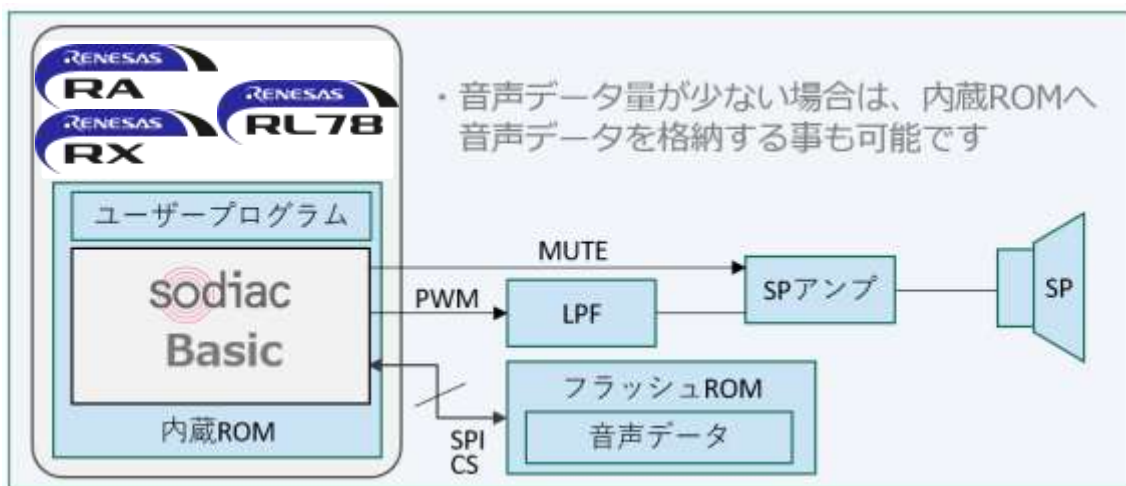 RENESAS
RA
RENESAS
RL78
RENESAS
RX
・音声データ量が少ない場合は、内蔵ROMへ
音声データを格納する事も可能です
ユーザープログラム
sodiac
Basic
内蔵ROM
MUTE
PWM
LPF
SPアンプ
SP
SPI
CS
フラッシュROM
音声データ